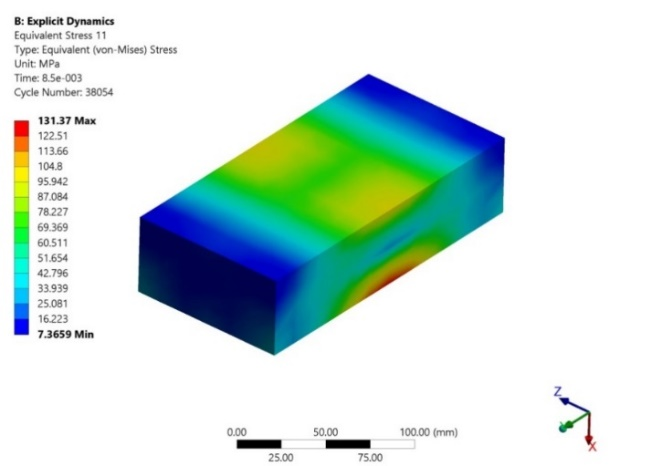 B: Explicit Dynamics
Equivalent Stress 11
Type: Equivalent (von-Mises) Stress
Unit: MPa
Time: 8.5e-003
Cycle Number: 38054
131.37 Max
122.51
113.66
104.8
95.942
87.084
78.227
69.369
60.511
51.654
42.796
33.939
25.081
16.223
7.3659 Min
0.00 50.00 100.00 (mm)
25.00 75.00
Z
X